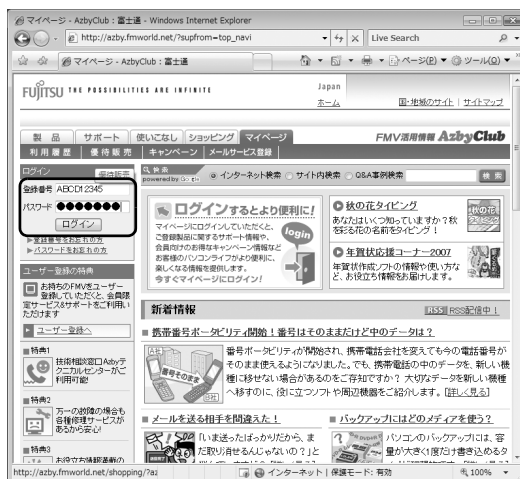 マイページ - AzbyClub : 富士通 - Windows Internet Explorer
http://azby.fmworld.net/?supfrom=top_navi
Live Search
マイページ - AzbyClub : 富士通
ページ(P) ツール(O)
FUJITSU THE POSSIBILITIES ARE INFINITE
Japan
ホーム
国・地域のサイト | サイトマップ
製品 サポート 使いこなし ショッピング マイページ
FMV活用情報 AzbyClub
利用履歴 優待販売 キャンペーン メールサービス登録
ログイン 優待販売
登録番号 ABCD12345
パスワード
ログイン
登録番号をお忘れの方
パスワードをお忘れの方
検索
インターネット検索 サイト内検索 Q&A事例検索 検索
ログインするとより便利に!
マイページにログインしていただくと、
ご登録製品に関するサポート情報や、
会員向けのお得なキャンペーン情報など
お客様のパソコンライフがより便利に、
楽しくなる情報を提供します。
今すぐマイページにログイン!
login
秋の花タイピング
あなたはいくつ知っていますか?秋
を彩る花の名前をタイピング!
年賀状応援コーナー2007
年賀状作成ソフトの情報や使い方な
ど、お役立ち情報をお届けします。
ユーザー登録の特典
お持ちのFMVをユーザー
登録していただくと、会員限
定サービス&サポートをご利用い
ただけます
ユーザー登録へ
特典1
技術相談窓口Azbyテ
クニカルセンターがご
利用可能
特典2
万一の故障の場合も
各種修理サービスが
あるから安心!
特典3
お役立ち情報満載の
新着情報
RSS RSS配信中!
携帯番号ポータビリティ開始!番号はそのままだけど中のデータは?
番号ポータビリティが開始され、携帯電話会社を変えても今の電話番号が
そのまま使えるようになりました。でも、携帯電話の中のデータを、新しい機
種に移せない場合があるのをご存知ですか? 大切なデータを新しい機種
へ移すのに、役に立つソフトや周辺機器をご紹介します。 [詳しく見る]
番号そのまま
メールを送る相手を間違えた!
「いま送ったばっかりだから、ま
だ取り消せるんじゃないの?」と
バックアップにはどのメディアを使う?
パソコンのバックアップには、容
量が大きく1度だけ書き込めるタ
http://azby.fmworld.net/shopping/?az
インターネット | 保護モード: 有効
100%